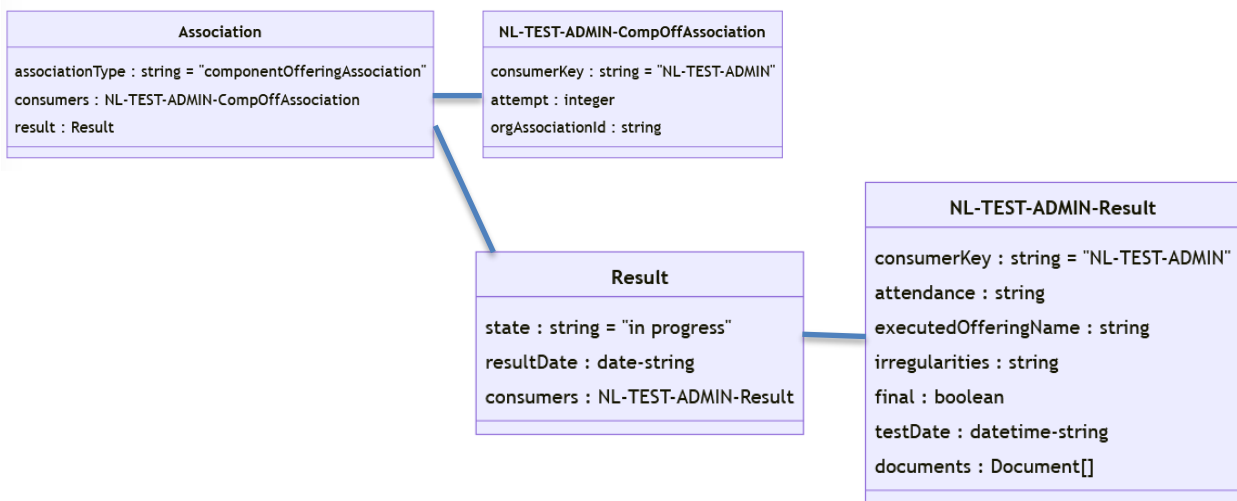 Association
associationType : string = "componentOfferingAssociation"
consumers : NL-TEST-ADMIN-CompOffAssociation
result : Result
NL-TEST-ADMIN-CompOffAssociation
consumerKey : string = "NL-TEST-ADMIN"
attempt : integer
orgAssociationId : string
Result
state : string = "in progress"
resultDate : date-string
consumers : NL-TEST-ADMIN-Result
NL-TEST-ADMIN-Result
consumerKey : string = "NL-TEST-ADMIN"
attendance : string
executedOfferingName : string
irregularities : string
final : boolean
testDate : datetime-string
documents : Document[]